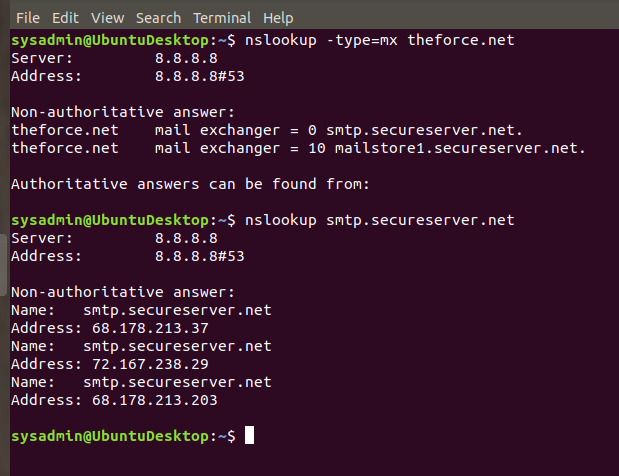 File Edit View Search Terminal Help
sysadmin@UbuntuDesktop:~$ nslookup -type=mx theforce.net
Server:         8.8.8.8
Address:        8.8.8.8#53
Non-authoritative answer:
theforce.net    mail exchanger = 0 smtp.secureserver.net.
theforce.net    mail exchanger = 10 mailstore1.secureserver.net.
Authoritative answers can be found from:
sysadmin@UbuntuDesktop:~$ nslookup smtp.secureserver.net
Server:         8.8.8.8
Address:        8.8.8.8#53
Non-authoritative answer:
Name:   smtp.secureserver.net
Address: 68.178.213.37
Name:   smtp.secureserver.net
Address: 72.167.238.29
Name:   smtp.secureserver.net
Address: 68.178.213.203
sysadmin@UbuntuDesktop:~$